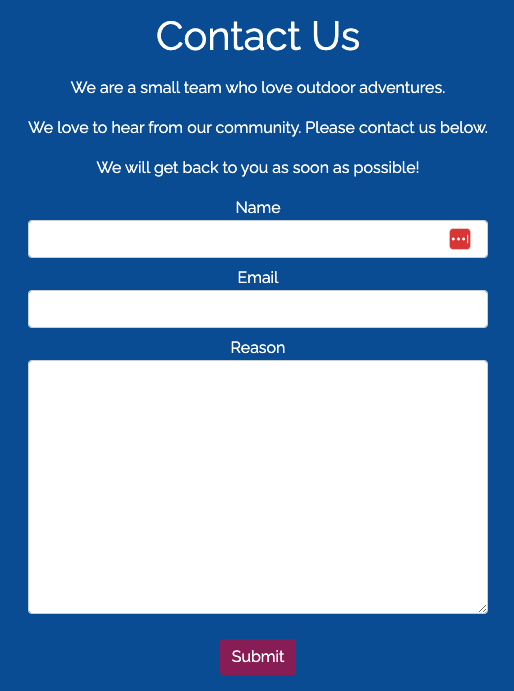 Contact Us
We are a small team who love outdoor adventures.
We love to hear from our community. Please contact us below.
We will get back to you as soon as possible!
Name
Email
Reason
Submit